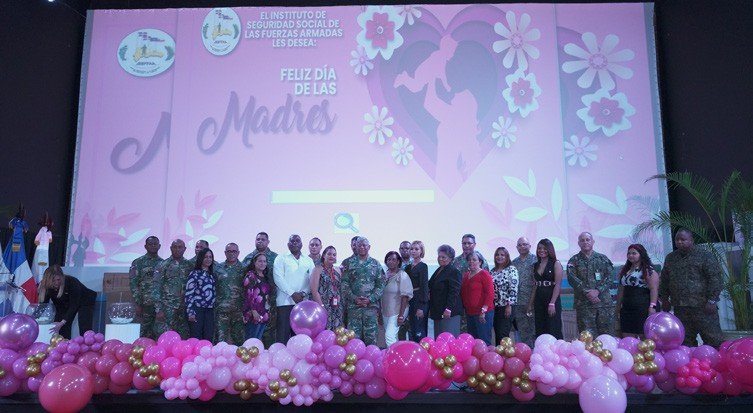 EL INSTITUTO DE
SEGURIDAD SOCIAL DE
LAS FUERZAS ARMADAS
LES DESEA:
FELIZ DÍA
DE LAS
Madres